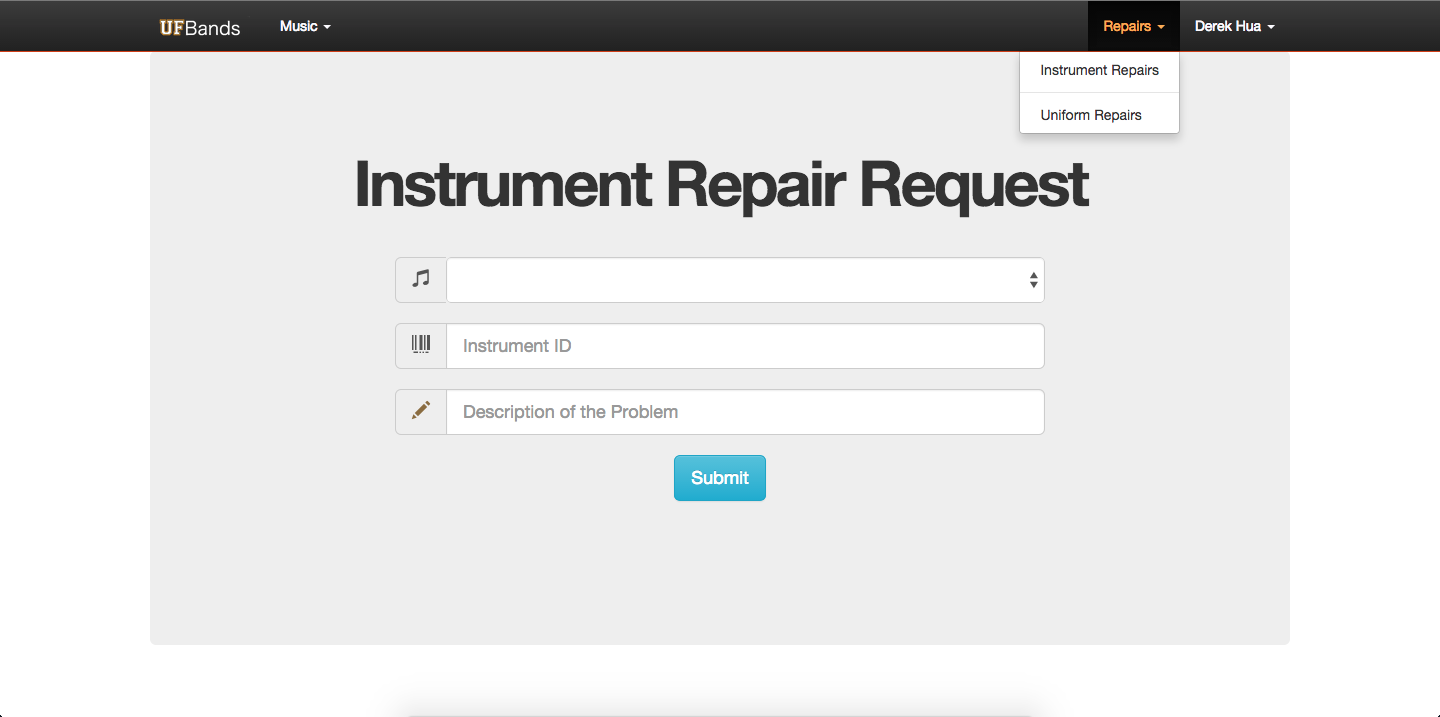 UFBands Music Repairs Derek Hua
Instrument Repairs
Uniform Repairs
Instrument Repair Request
Instrument ID
Description of the Problem
Submit